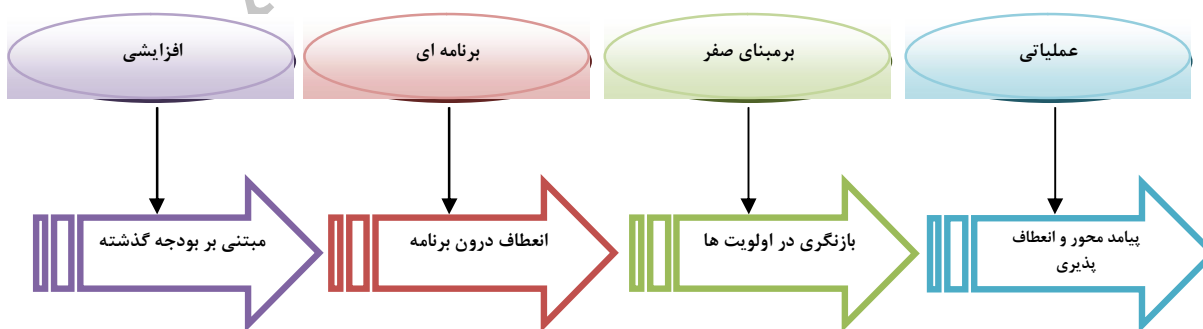 افزایشی
برنامه ای
برمبنای صفر
عملیاتی
مبتنی بر بودجه گذشته
انعطاف درون برنامه
بازنگری در اولویت ها
پیامد محور و انعطاف
پذیری